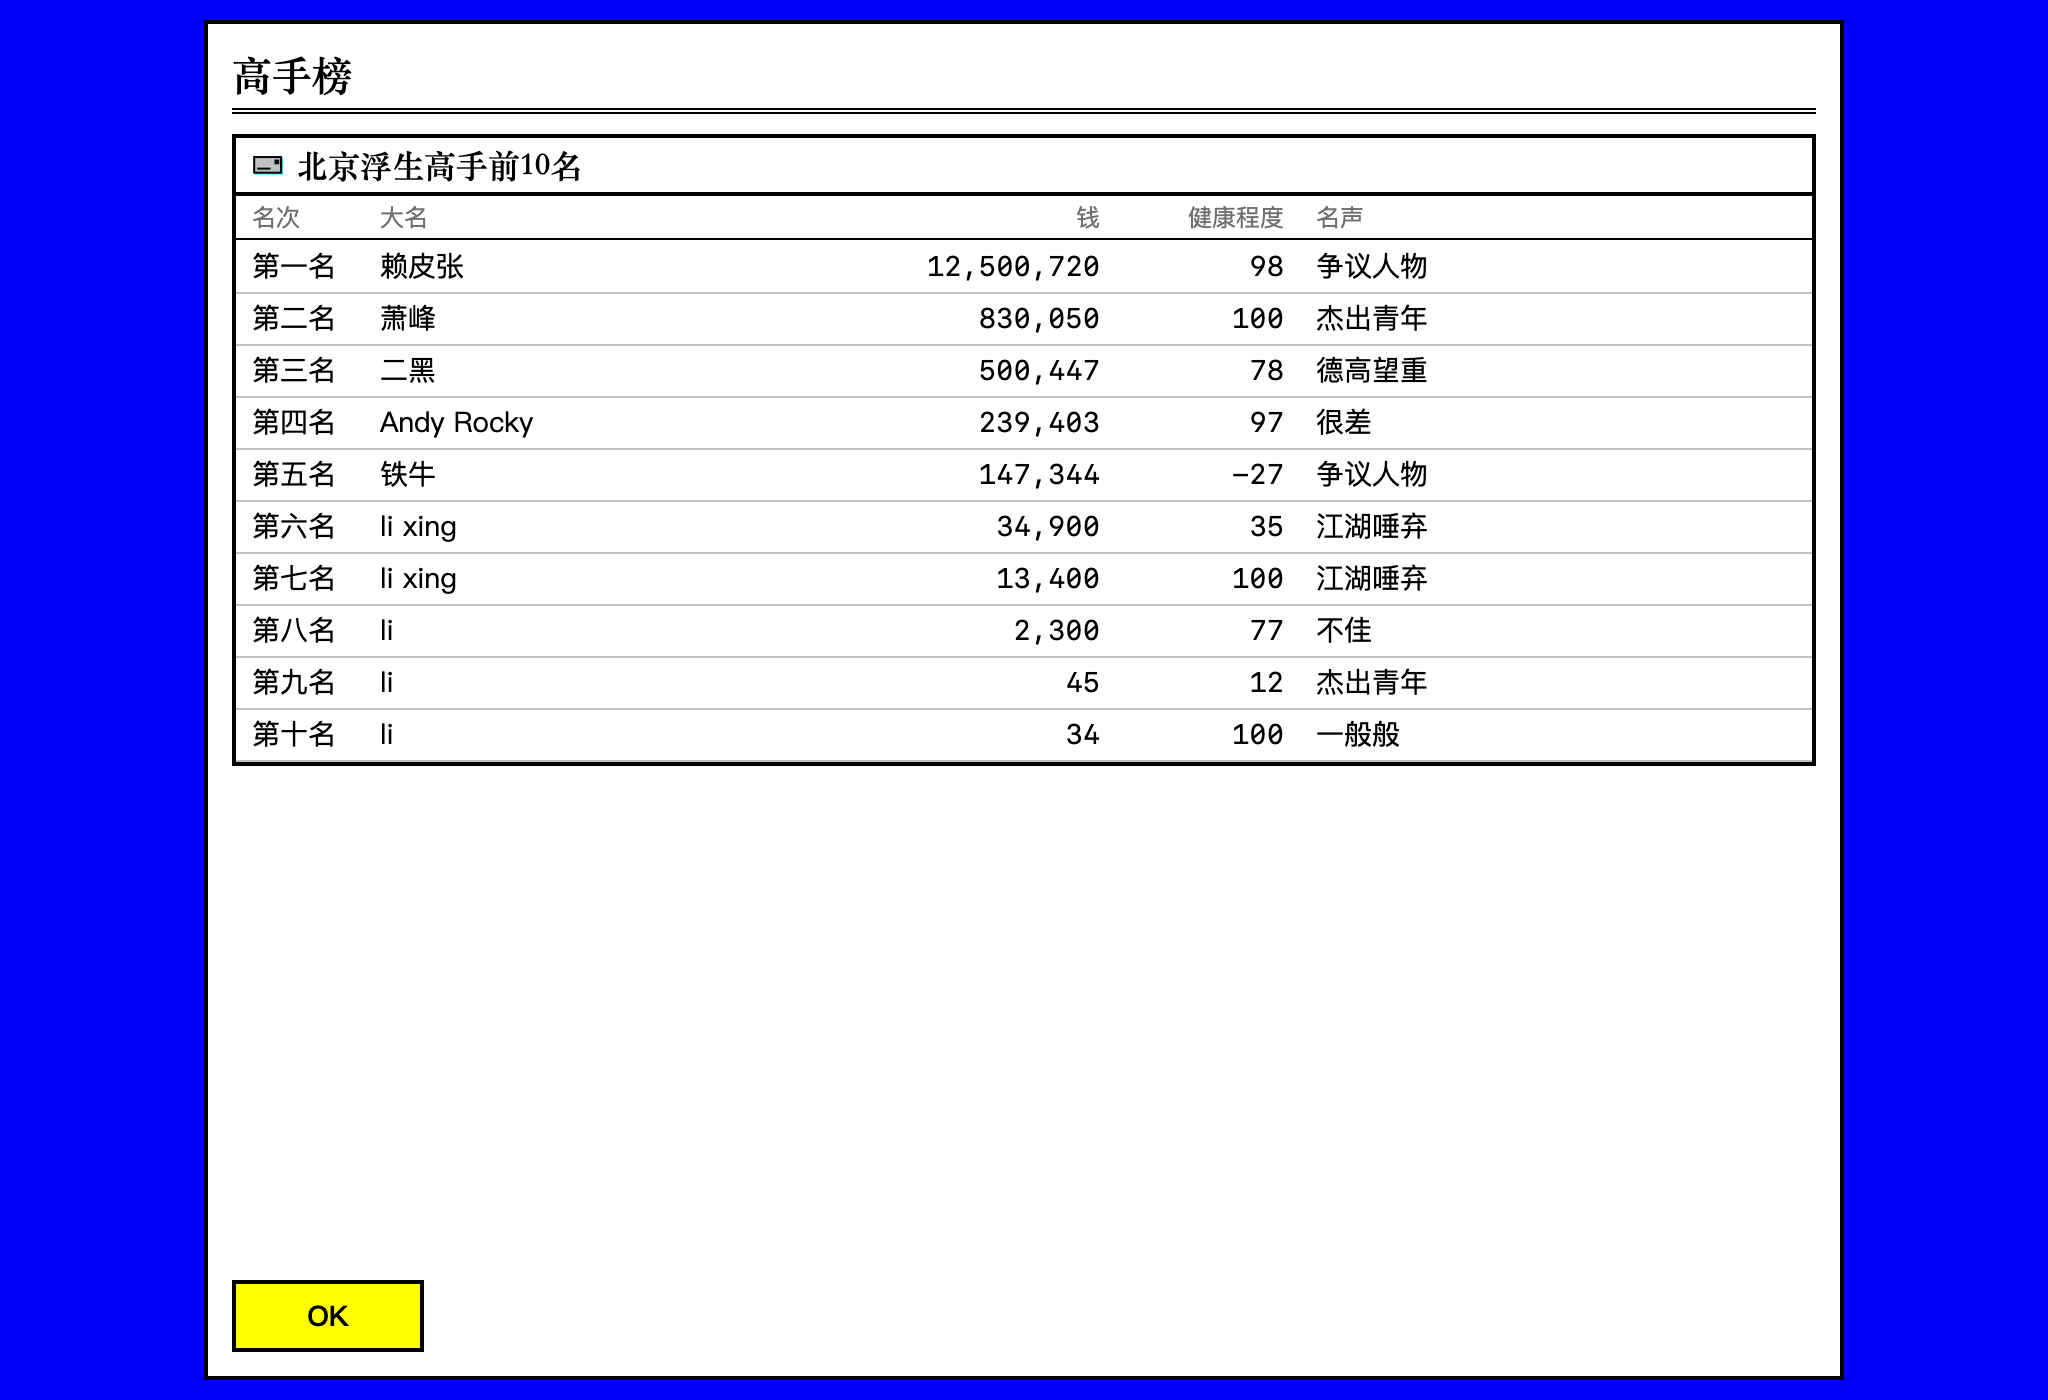 高手榜
北京浮生高手前10名
名次 大名 钱 健康程度 名声
第一名 赖皮张 12,500,720 98 争议人物
第二名 萧峰 830,050 100 杰出青年
第三名 二黑 500,447 78 德高望重
第四名 Andy Rocky 239,403 97 很差
第五名 铁牛 147,344 -27 争议人物
第六名 li xing 34,900 35 江湖唾弃
第七名 li xing 13,400 100 江湖唾弃
第八名 li 2,300 77 不佳
第九名 li 45 12 杰出青年
第十名 li 34 100 一般般
OK